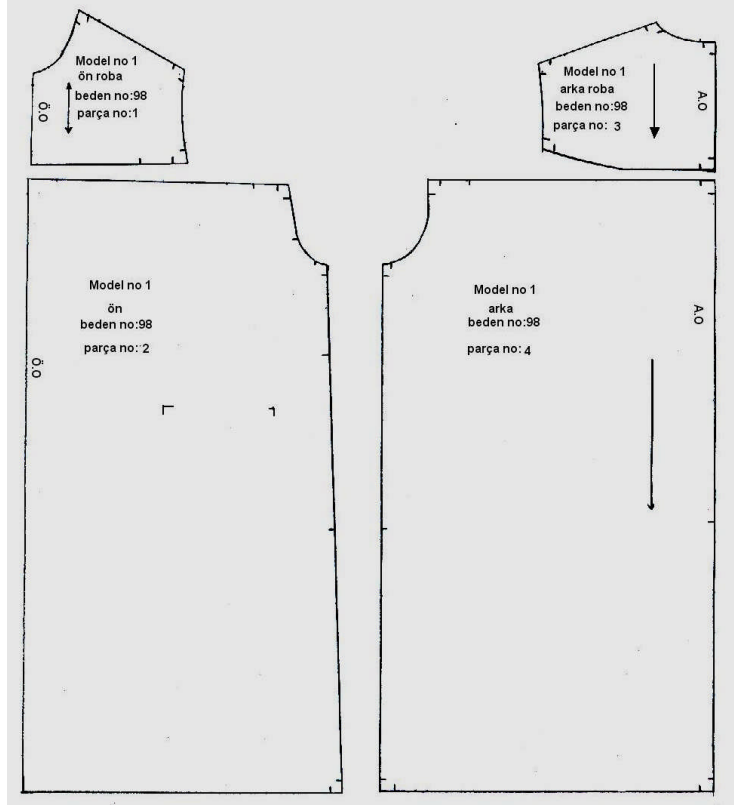 Model no 1
ön roba
beden no:98
parça no:1
Ö.O
Model no 1
arka roba
beden no:98
parça no: 3
A.O
Model no 1
ön
beden no:98
parça no: 2
Ö.O
Model no 1
arka
beden no:98
parça no: 4
A.O